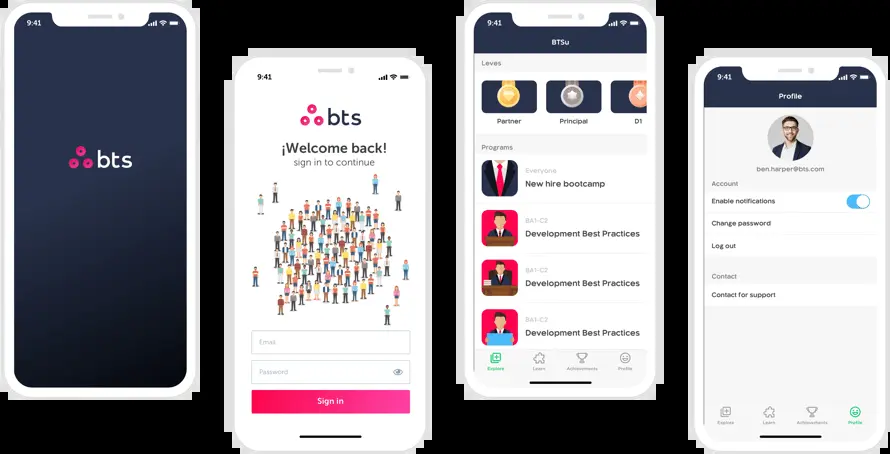 9:41
bts
9:41
bts
¡Welcome back!
sign in to continue
Email
Password
Sign in
9:41
BTSu
Leves
Partner
Principal
D1
Programs
Everyone
New hire bootcamp
BA1-C2
Development Best Practices
BA1-C2
Development Best Practices
BA1-C2
Development Best Practices
Explore
Learn
Achievements
Profile
9:41
Profile
ben.harper@bts.com
Account
Enable notifications
Change password
Log out
Contact
Contact for support
Explore
Learn
Achievements
Profile